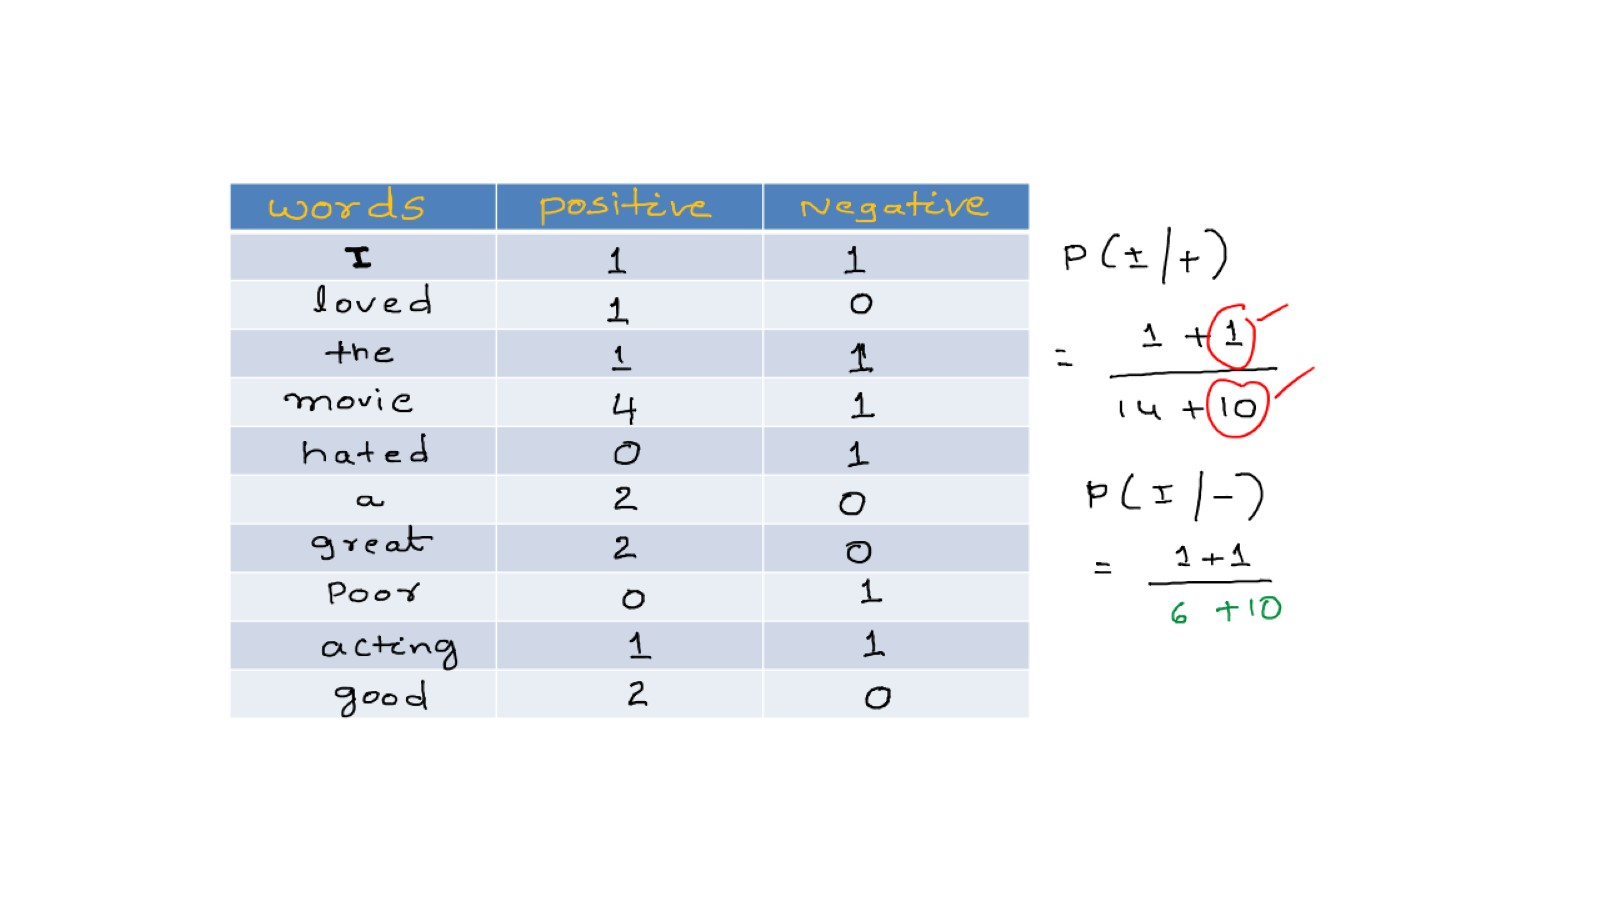 words positive Negative
I 1 1
loved 1 0
the 1 1
movie 4 1
hated 0 1
a 2 0
great 2 0
Poor 0 1
acting 1 1
good 2 0
P(I/+)
= 1 + 1
14 + 10
P(I/-)
= 1 + 1
6 + 10